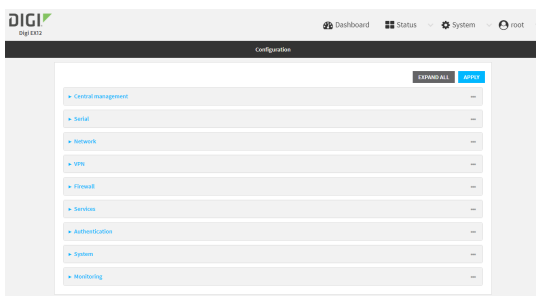 DIGI
Digi EX12
Dashboard Status System root
Configuration
EXPAND ALL APPLY
Central management
Serial
Network
VPN
Firewall
Services
Authentication
System
Monitoring